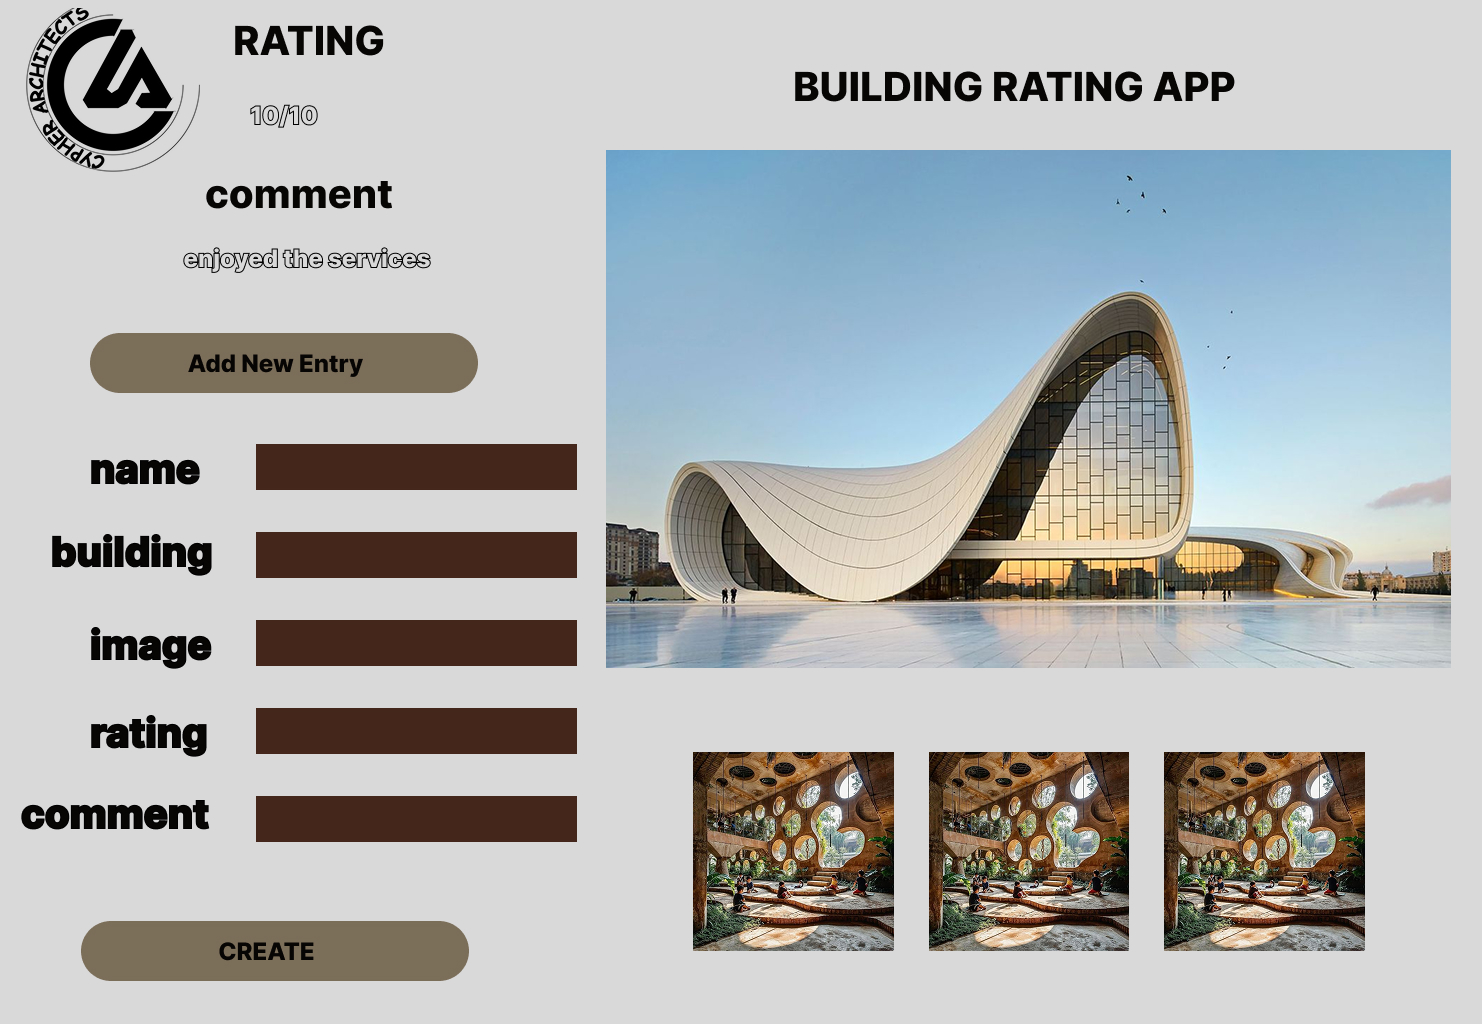 CYPHER ARCHITECTS
RATING
10/10
comment
enjoyed the services
BUILDING RATING APP
Add New Entry
name
building
image
rating
comment
CREATE